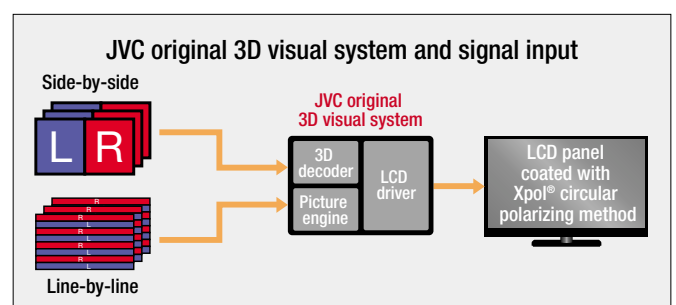 JVC original 3D visual system and signal input
Side-by-side
L R
R
R
R
L
R
L
R
L
R
L
Line-by-line
JVC original
3D visual system
3D
decoder
Picture
engine
LCD
driver
LCD panel
coated with
Xpol® circular
polarizing method